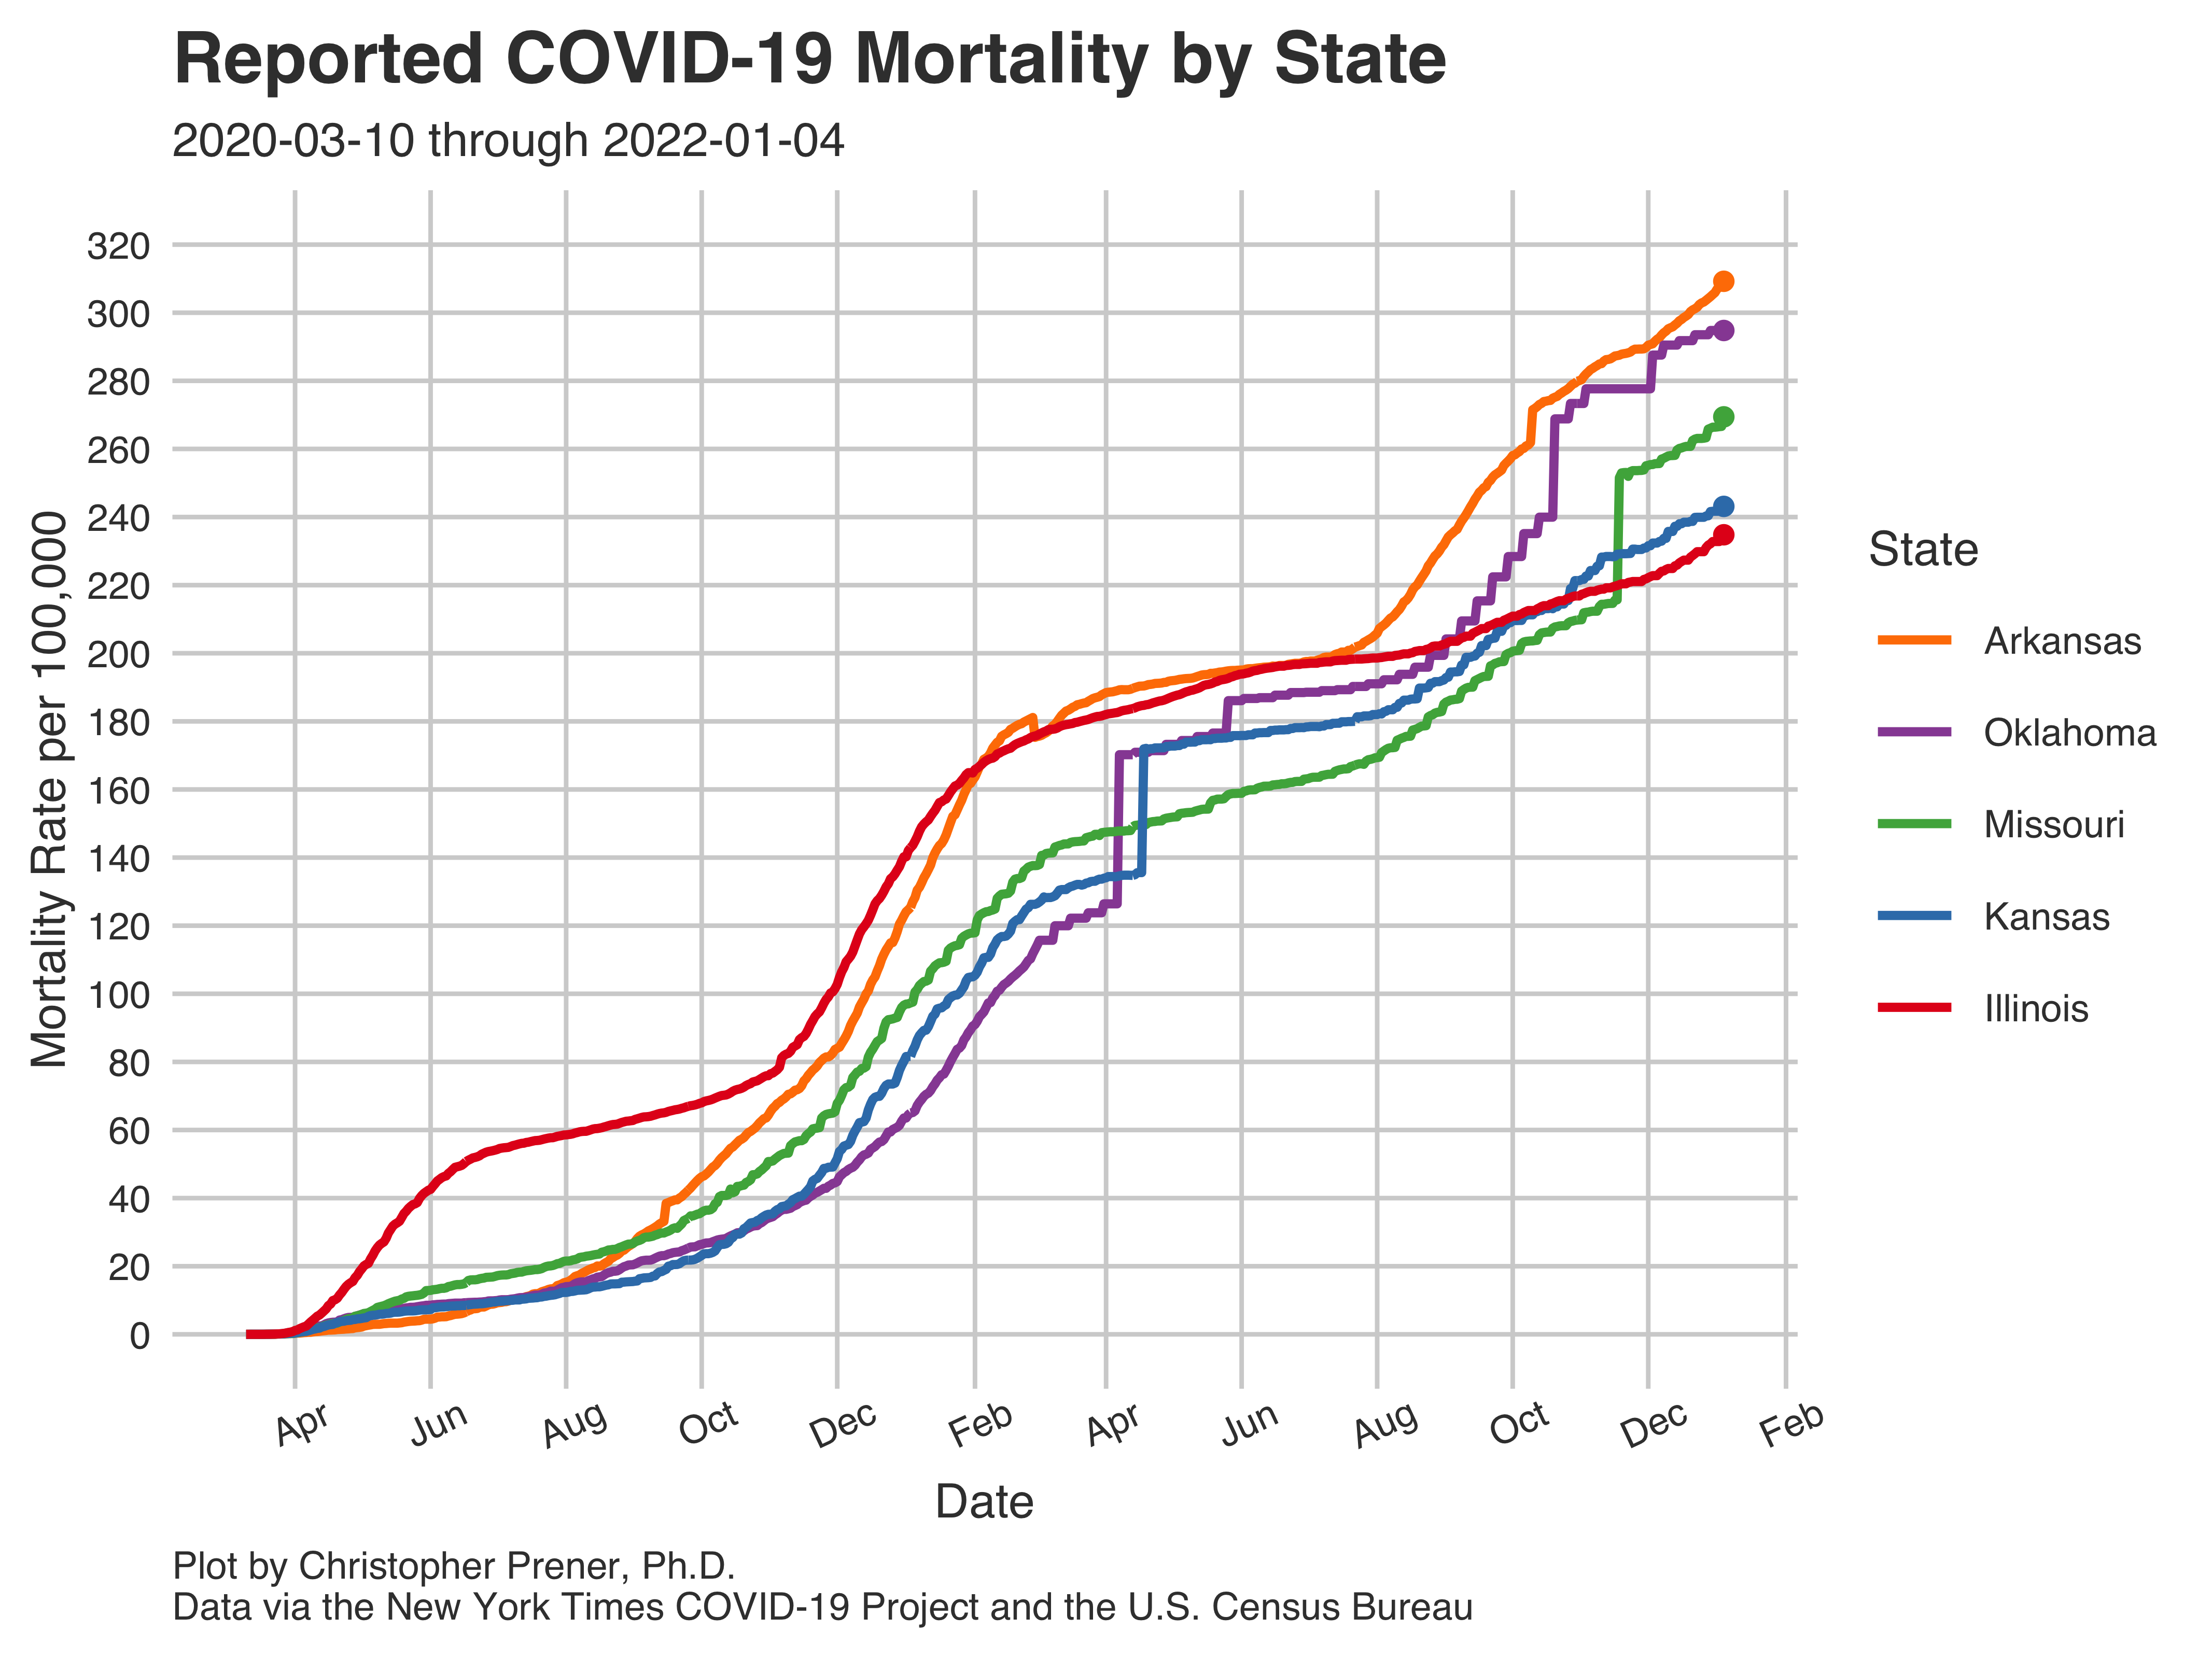 Reported COVID-19 Mortality by State
2020-03-10 through 2022-01-04
Mortality Rate per 100,000
320
300
280
260
240
220
200
180
160
140
120
100
80
60
40
20
0
Apr Jun Aug Oct Dec Feb Apr Jun Aug Oct Dec Feb
Date
State
Arkansas
Oklahoma
Missouri
Kansas
Illinois
Plot by Christopher Prener, Ph.D.
Data via the New York Times COVID-19 Project and the U.S. Census Bureau